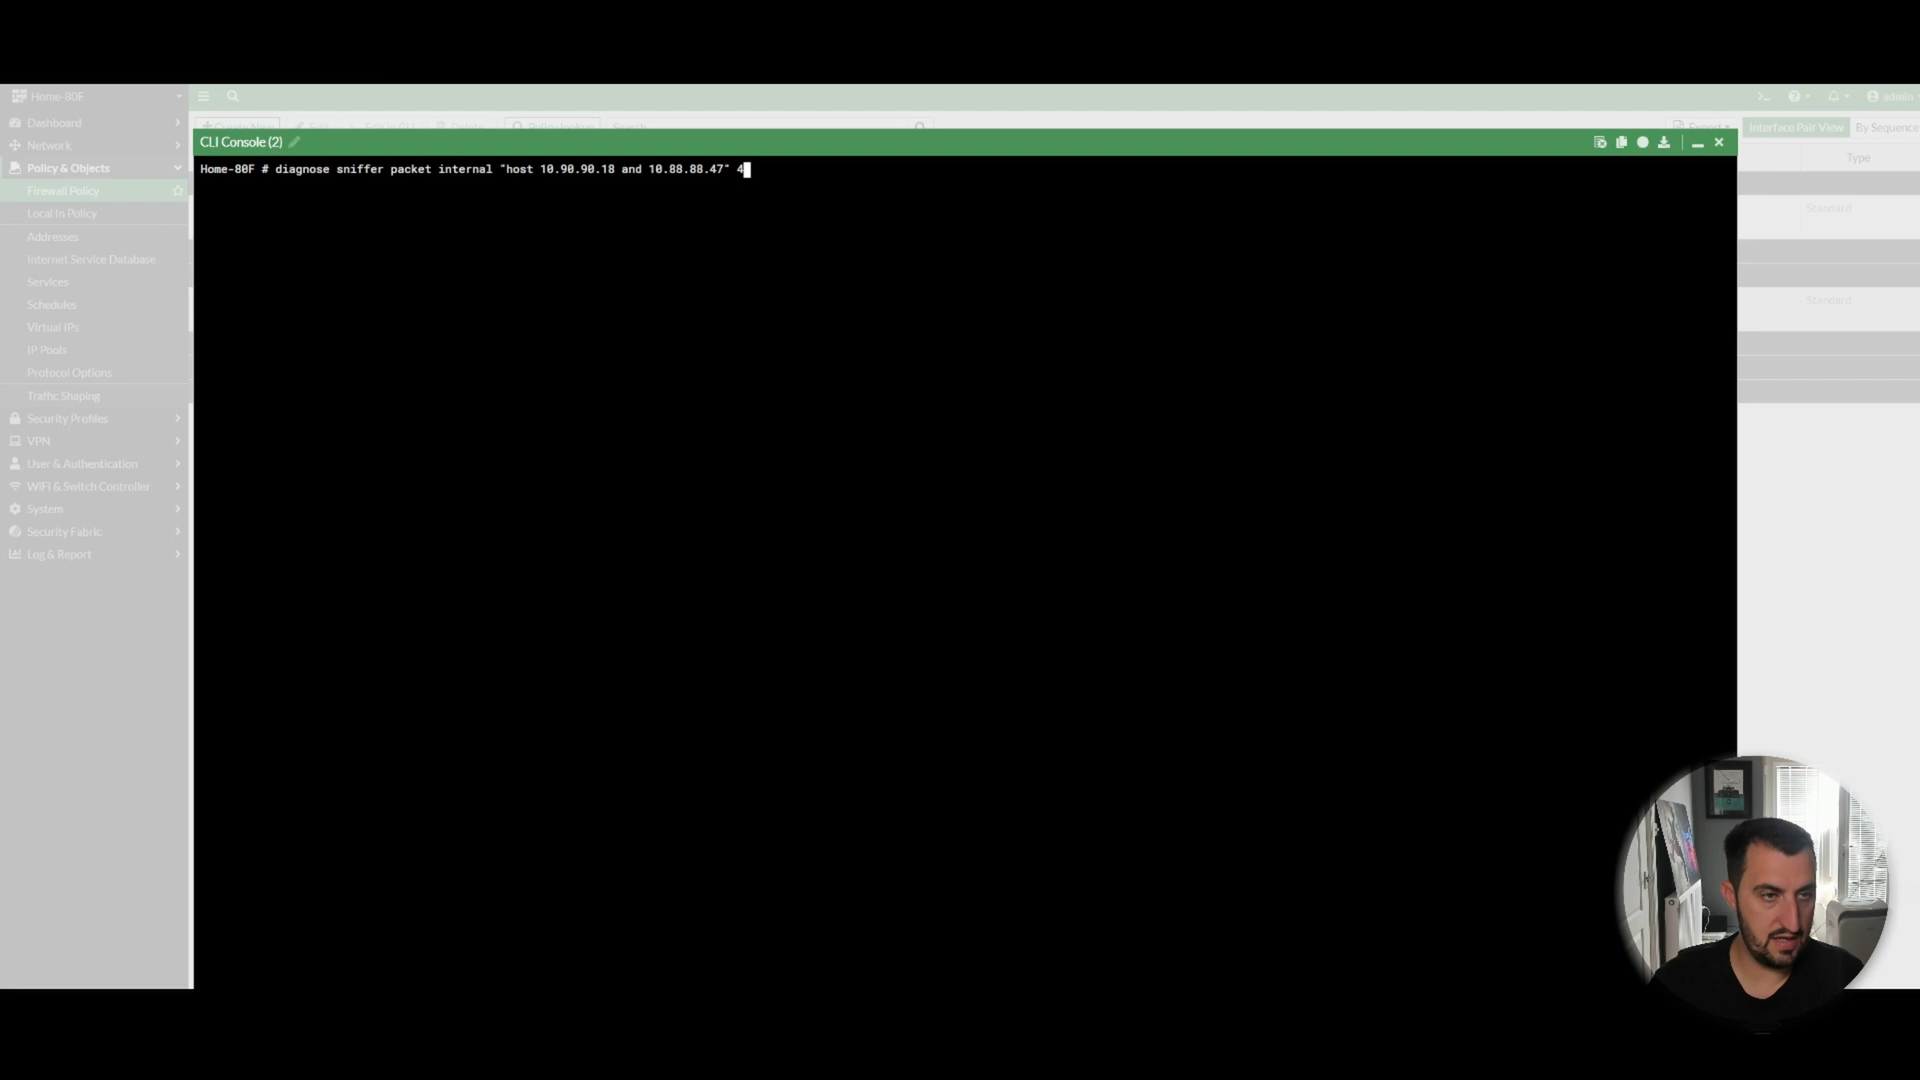 Home-80F
admin
Dashboard
Network
Policy & Objects
Firewall Policy
Local In Policy
Addresses
Internet Service Database
Services
Schedules
Virtual IPs
IP Pools
Protocol Options
Traffic Shaping
Security Profiles
VPN
User & Authentication
WiFi & Switch Controller
System
Security Fabric
Log & Report
Interface Pair View
By Sequence
Type
Standard
Standard
CLI Console (2)
Home-80F # diagnose sniffer packet internal "host 10.90.90.18 and 10.88.88.47" 4